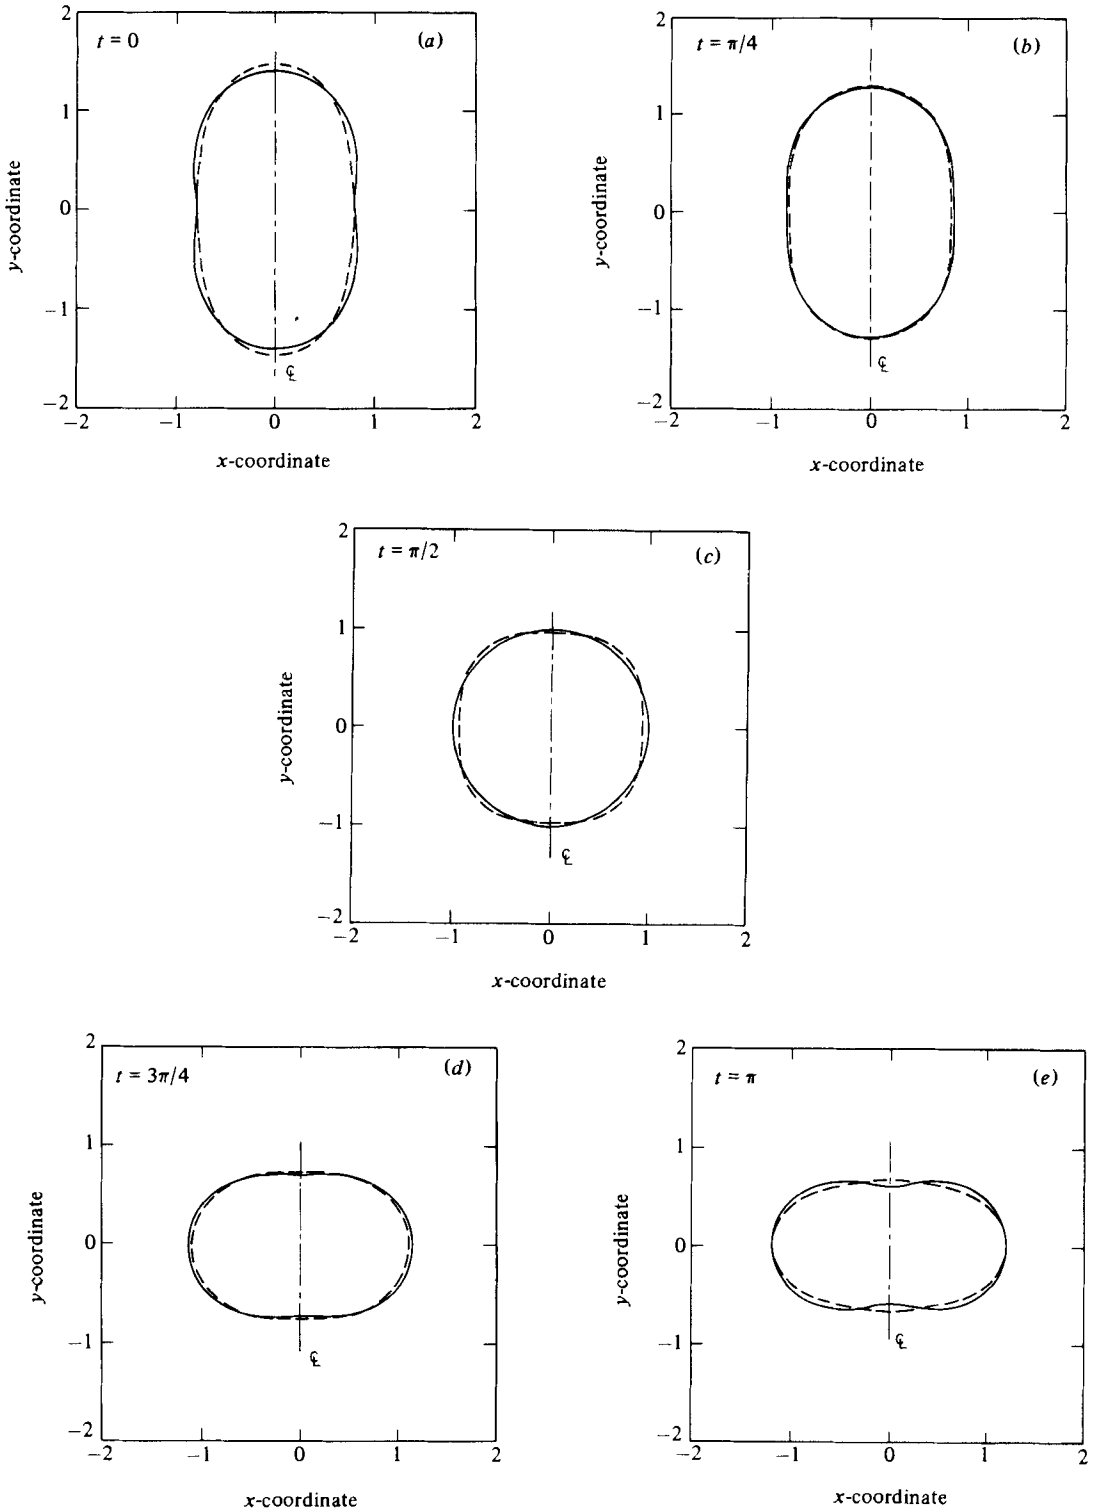 2
t = 0
(a)
1
0
−1
−2
−2
−1
0
1
2
y-coordinate
x-coordinate
℄
2
t = π/4
(b)
1
0
−1
−2
−2
−1
0
1
2
y-coordinate
x-coordinate
℄
2
t = π/2
(c)
1
0
−1
−2
−2
−1
0
1
2
y-coordinate
x-coordinate
℄
2
t = 3π/4
(d)
1
0
−1
−2
−2
−1
0
1
2
y-coordinate
x-coordinate
℄
2
t = π
(e)
1
0
−1
−2
−2
−1
0
1
2
y-coordinate
x-coordinate
℄